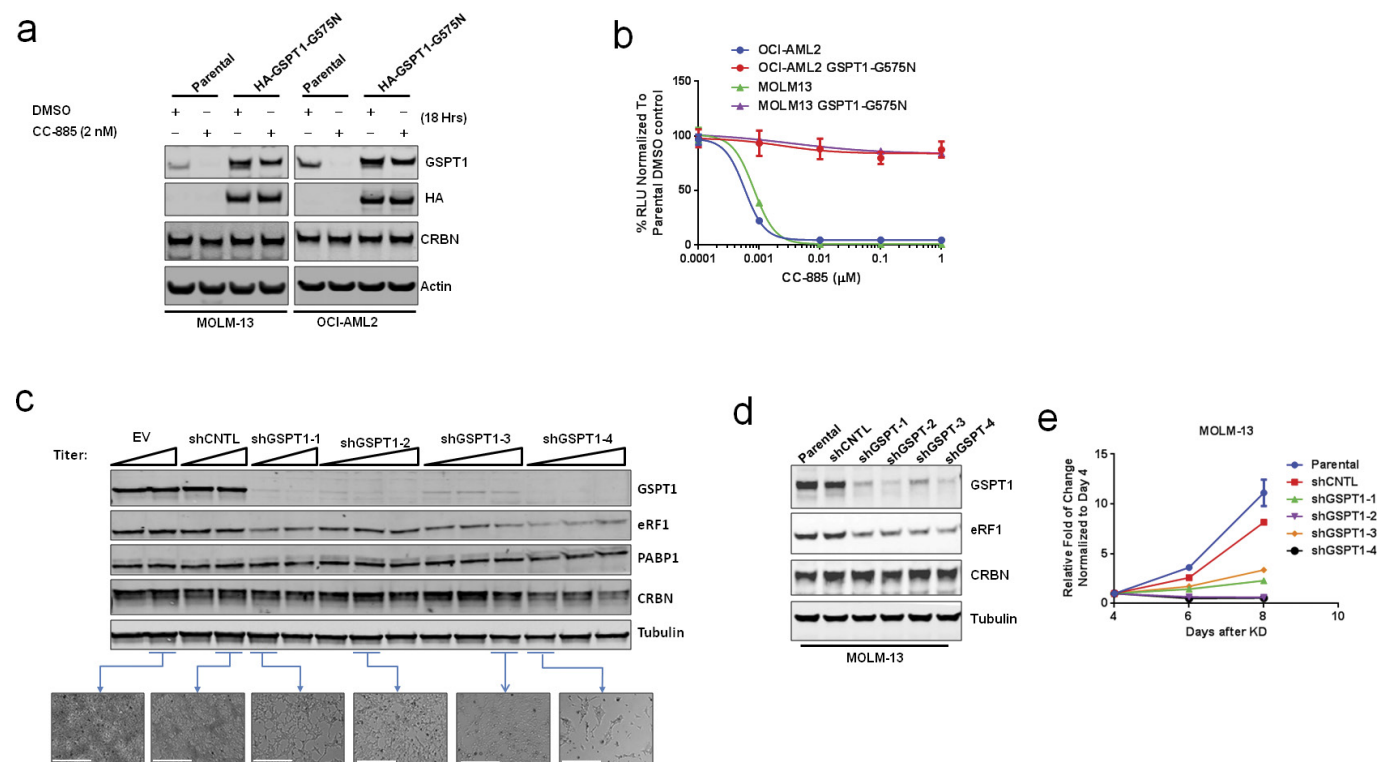 a
Parental
HA-GSPT1-G575N
Parental
HA-GSPT1-G575N
DMSO + – + – + – + – (18 Hrs)
CC-885 (2 nM) – + – + – + – +
GSPT1
HA
CRBN
Actin
MOLM-13
OCI-AML2
b
OCI-AML2
OCI-AML2 GSPT1-G575N
MOLM13
MOLM13 GSPT1-G575N
% RLU Normalized To
Parental DMSO control
150
100
50
0
0.0001 0.001 0.01 0.1 1
CC-885 (μM)
c
EV shCNTL shGSPT1-1 shGSPT1-2 shGSPT1-3 shGSPT1-4
Titer:
GSPT1
eRF1
PABP1
CRBN
Tubulin
d
Parental
shCNTL
shGSPT-1
shGSPT-2
shGSPT-3
shGSPT-4
GSPT1
eRF1
CRBN
Tubulin
MOLM-13
e
MOLM-13
Relative Fold of Change
Normalized to Day 4
15
10
5
0
4 6 8 10
Days after KD
Parental
shCNTL
shGSPT1-1
shGSPT1-2
shGSPT1-3
shGSPT1-4